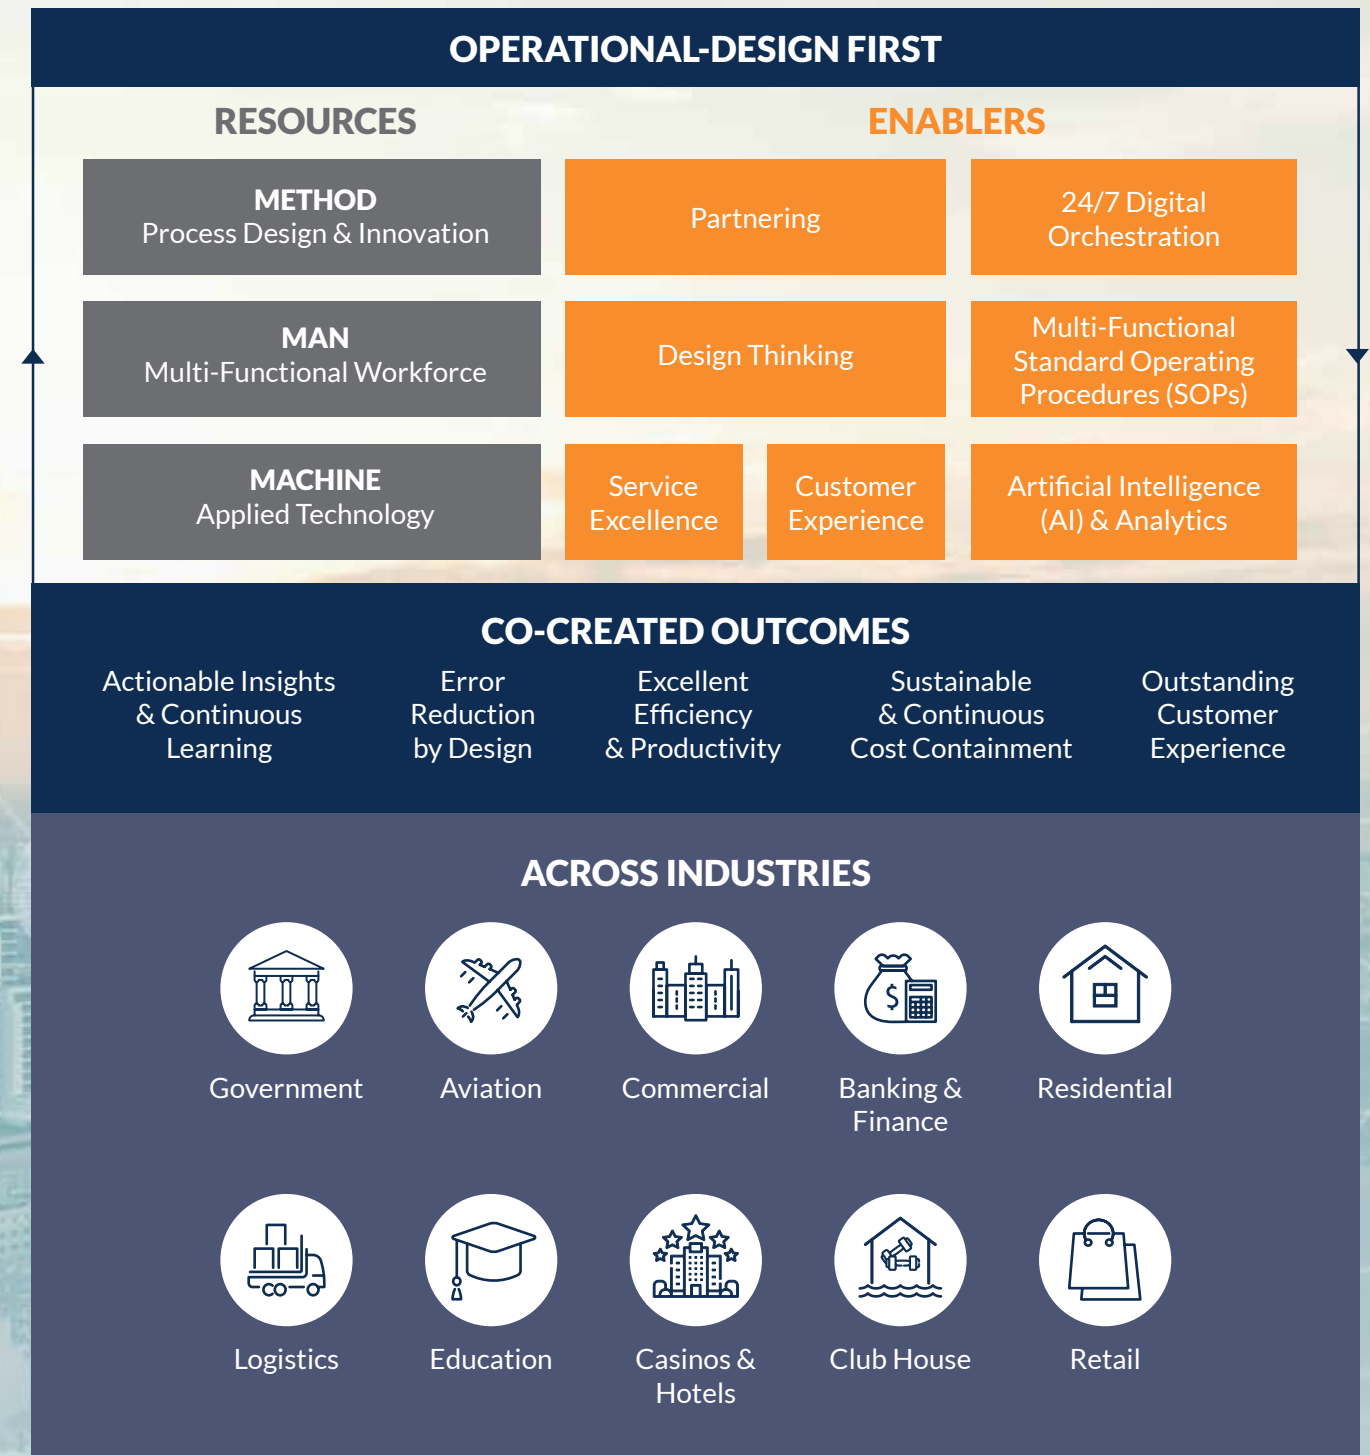 OPERATIONAL-DESIGN FIRST
RESOURCES
ENABLERS
METHOD
Process Design & Innovation
Partnering
24/7 Digital
Orchestration
MAN
Multi-Functional Workforce
Design Thinking
Multi-Functional
Standard Operating
Procedures (SOPs)
MACHINE
Applied Technology
Service
Excellence
Customer
Experience
Artificial Intelligence
(AI) & Analytics
CO-CREATED OUTCOMES
Actionable Insights
& Continuous
Learning
Error
Reduction
by Design
Excellent
Efficiency
& Productivity
Sustainable
& Continuous
Cost Containment
Outstanding
Customer
Experience
ACROSS INDUSTRIES
$
Government
Aviation
Commercial
Banking &
Finance
Residential
Logistics
Education
Casinos &
Hotels
Club House
Retail